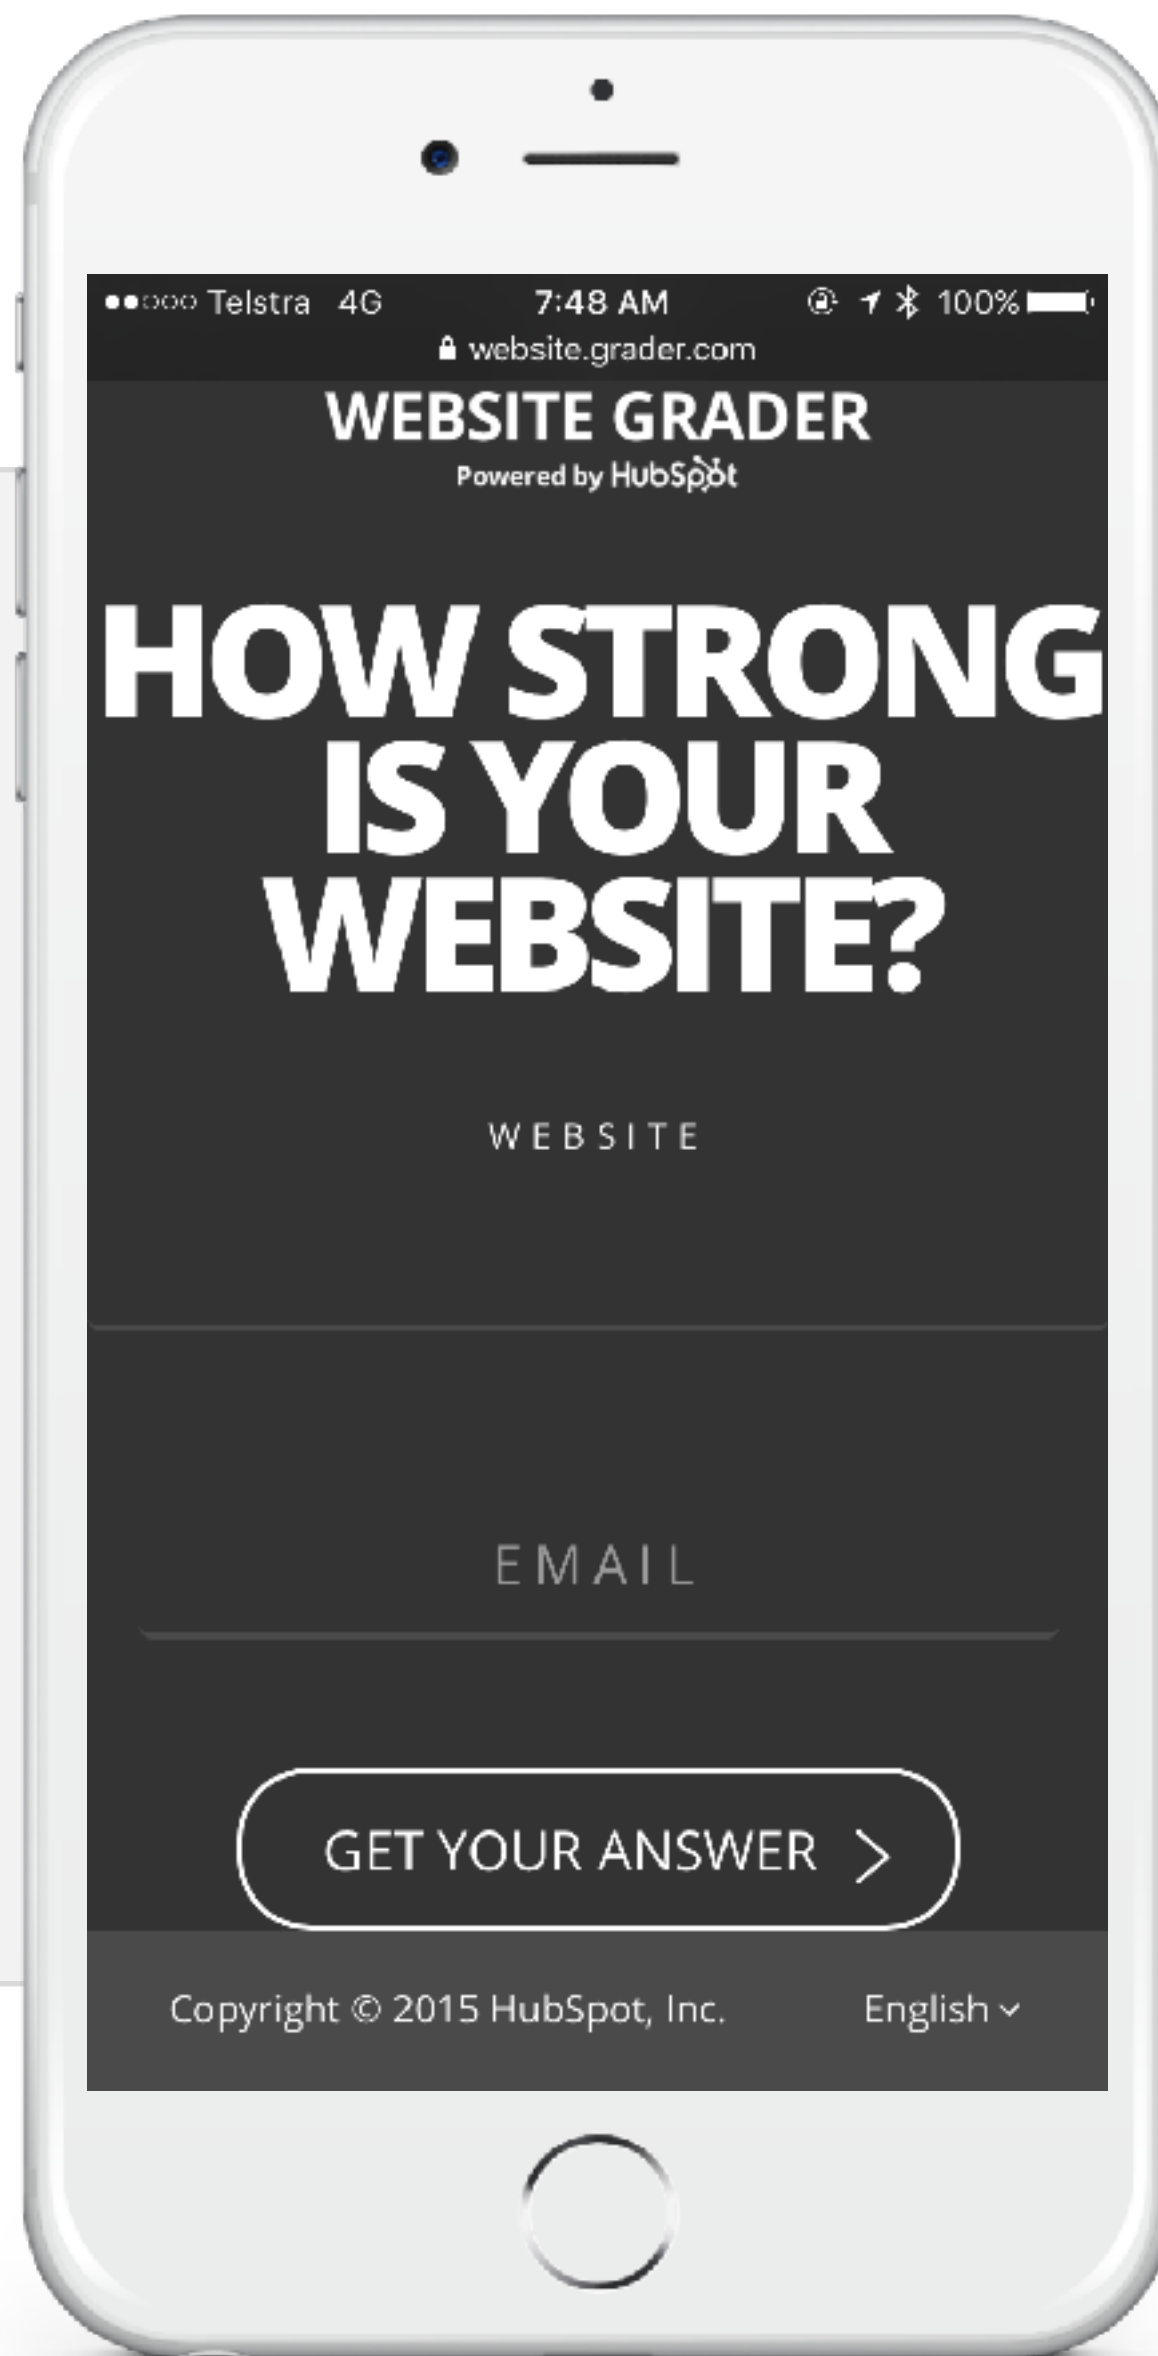 Telstra 4G 7:48 AM 100%
website.grader.com
WEBSITE GRADER
Powered by HubSpot
HOW STRONG
IS YOUR
WEBSITE?
WEBSITE
EMAIL
GET YOUR ANSWER
Copyright © 2015 HubSpot, Inc. English